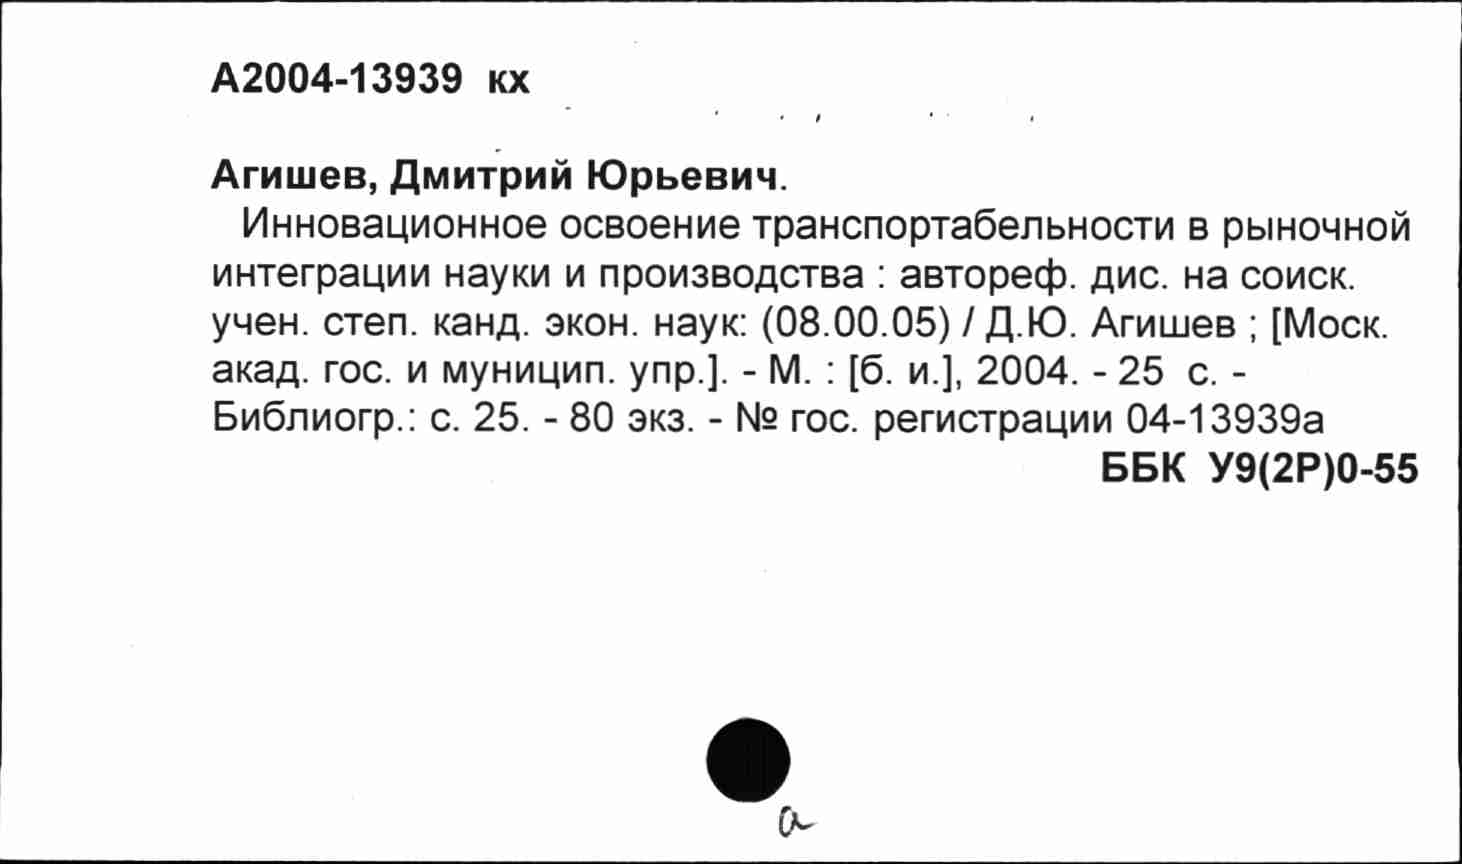 А2004-13939 кх
Агишев, Дмитрий Юрьевич.
Инновационное освоение транспортабельности в рыночной
интеграции науки и производства : автореф. дис. на соиск.
учен. степ. канд. экон. наук: (08.00.05) / Д.Ю. Агишев ; [Моск.
акад. гос. и муницип. упр.]. - М. : [б. и.], 2004. - 25 с. -
Библиогр.: с. 25. - 80 экз. - № гос. регистрации 04-13939а
ББК У9(2Р)0-55
а